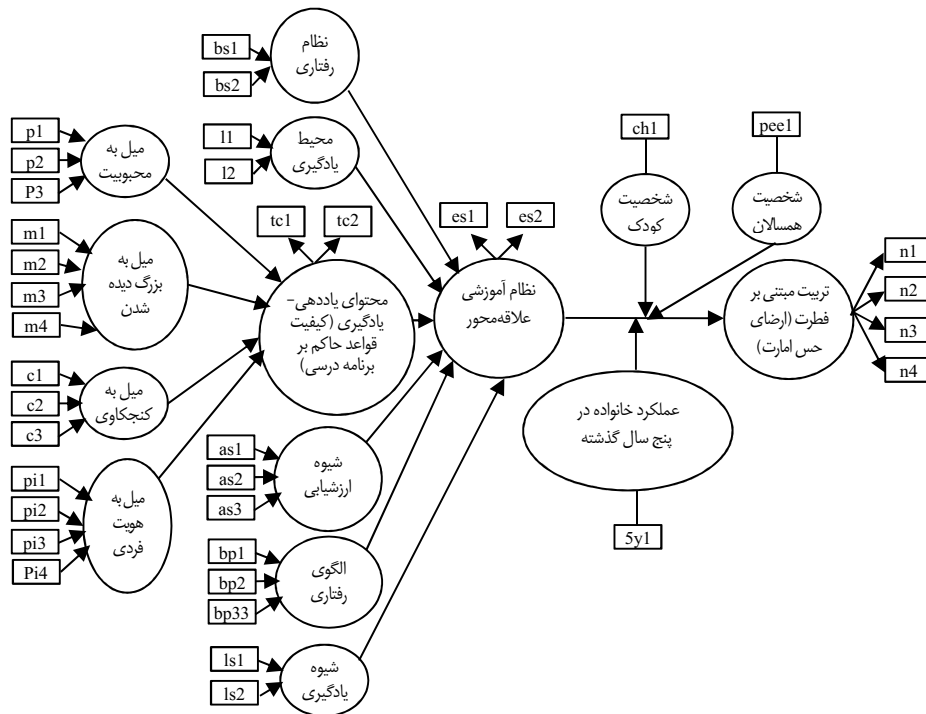 bs1
bs2
نظام
رفتاری
l1
l2
محیط
یادگیری
p1
p2
P3
میل به
محبوبیت
m1
m2
m3
m4
میل به
بزرگ دیده
شدن
c1
c2
c3
میل به
کنجکاوی
pi1
pi2
pi3
Pi4
میل به
هویت
فردی
tc1
tc2
محتوای یاددهی-
یادگیری (کیفیت
قواعد حاکم بر
برنامه درسی)
as1
as2
as3
شیوه
ارزشیابی
bp1
bp2
bp33
الگوی
رفتاری
ls1
ls2
شیوه
یادگیری
es1
es2
نظام آموزشی
علاقه‌محور
ch1
شخصیت
کودک
pee1
شخصیت
همسالان
عملکرد خانواده در
پنج سال گذشته
5y1
تربیت مبتنی بر
فطرت (ارضای
حس امارت)
n1
n2
n3
n4